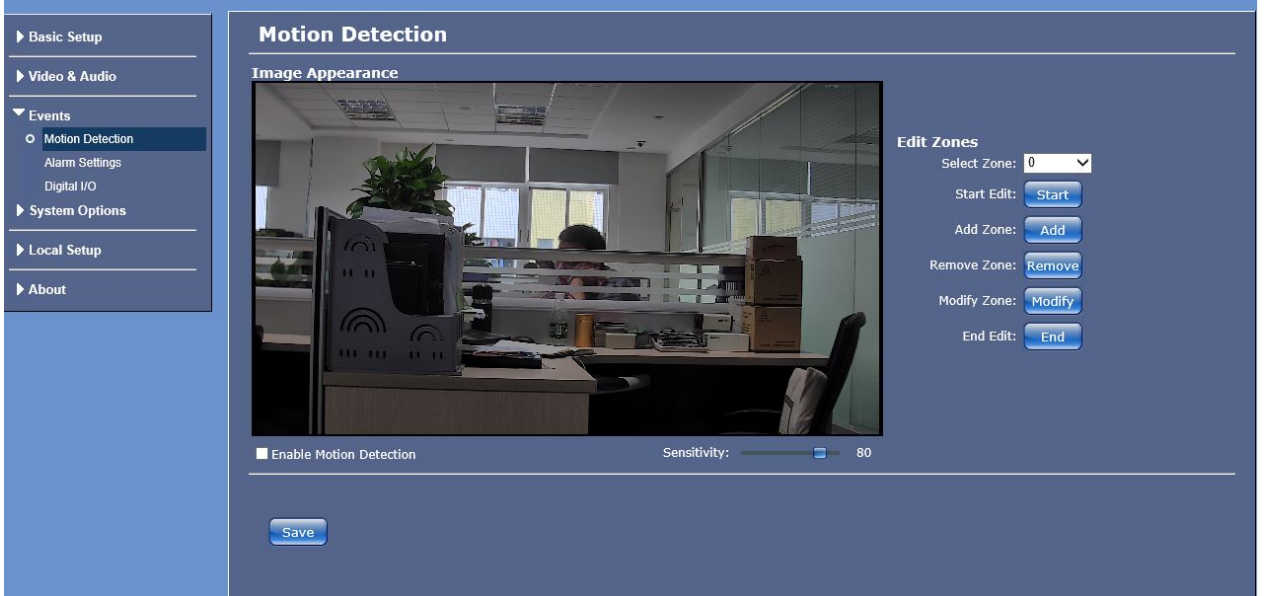 Basic Setup
Video & Audio
Events
Motion Detection
Alarm Settings
Digital I/O
System Options
Local Setup
About
Motion Detection
Image Appearance
Edit Zones
Select Zone: 0
Start Edit: Start
Add Zone: Add
Remove Zone: Remove
Modify Zone: Modify
End Edit: End
Enable Motion Detection
Sensitivity: 80
Save